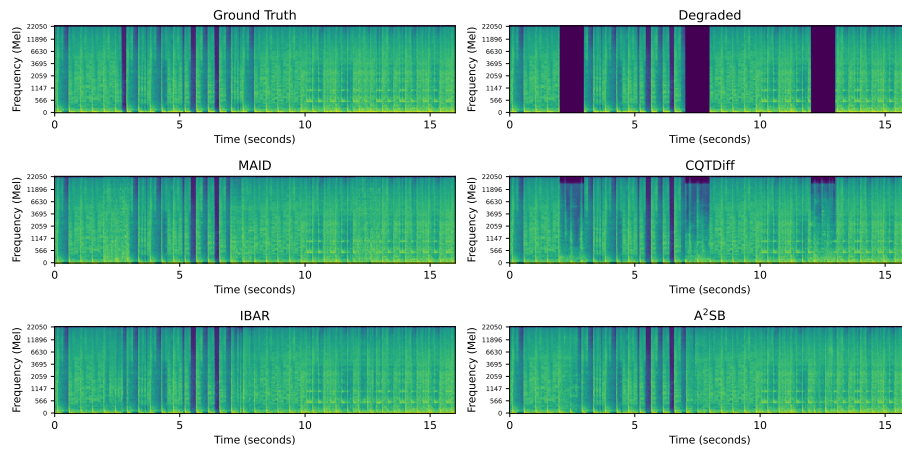 Ground Truth
Frequency (Mel)
22050
11896
6630
3695
2059
1147
566
0
0 5 10 15
Time (seconds)
Degraded
Frequency (Mel)
22050
11896
6630
3695
2059
1147
566
0
0 5 10 15
Time (seconds)
MAID
Frequency (Mel)
22050
11896
6630
3695
2059
1147
566
0
0 5 10 15
Time (seconds)
CQTDiff
Frequency (Mel)
22050
11896
6630
3695
2059
1147
566
0
0 5 10 15
Time (seconds)
IBAR
Frequency (Mel)
22050
11896
6630
3695
2059
1147
566
0
0 5 10 15
Time (seconds)
A²SB
Frequency (Mel)
22050
11896
6630
3695
2059
1147
566
0
0 5 10 15
Time (seconds)